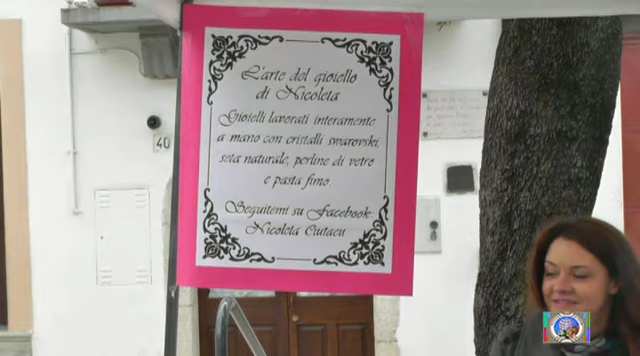 L'arte del gioiello
di Nicoleta
Gioielli lavorati interamente
a mano con cristalli swarovski,
seta naturale, perline di vetro
e pasta fimo.
Seguitemi su Facebook:
Nicoleta Ciutacu
40